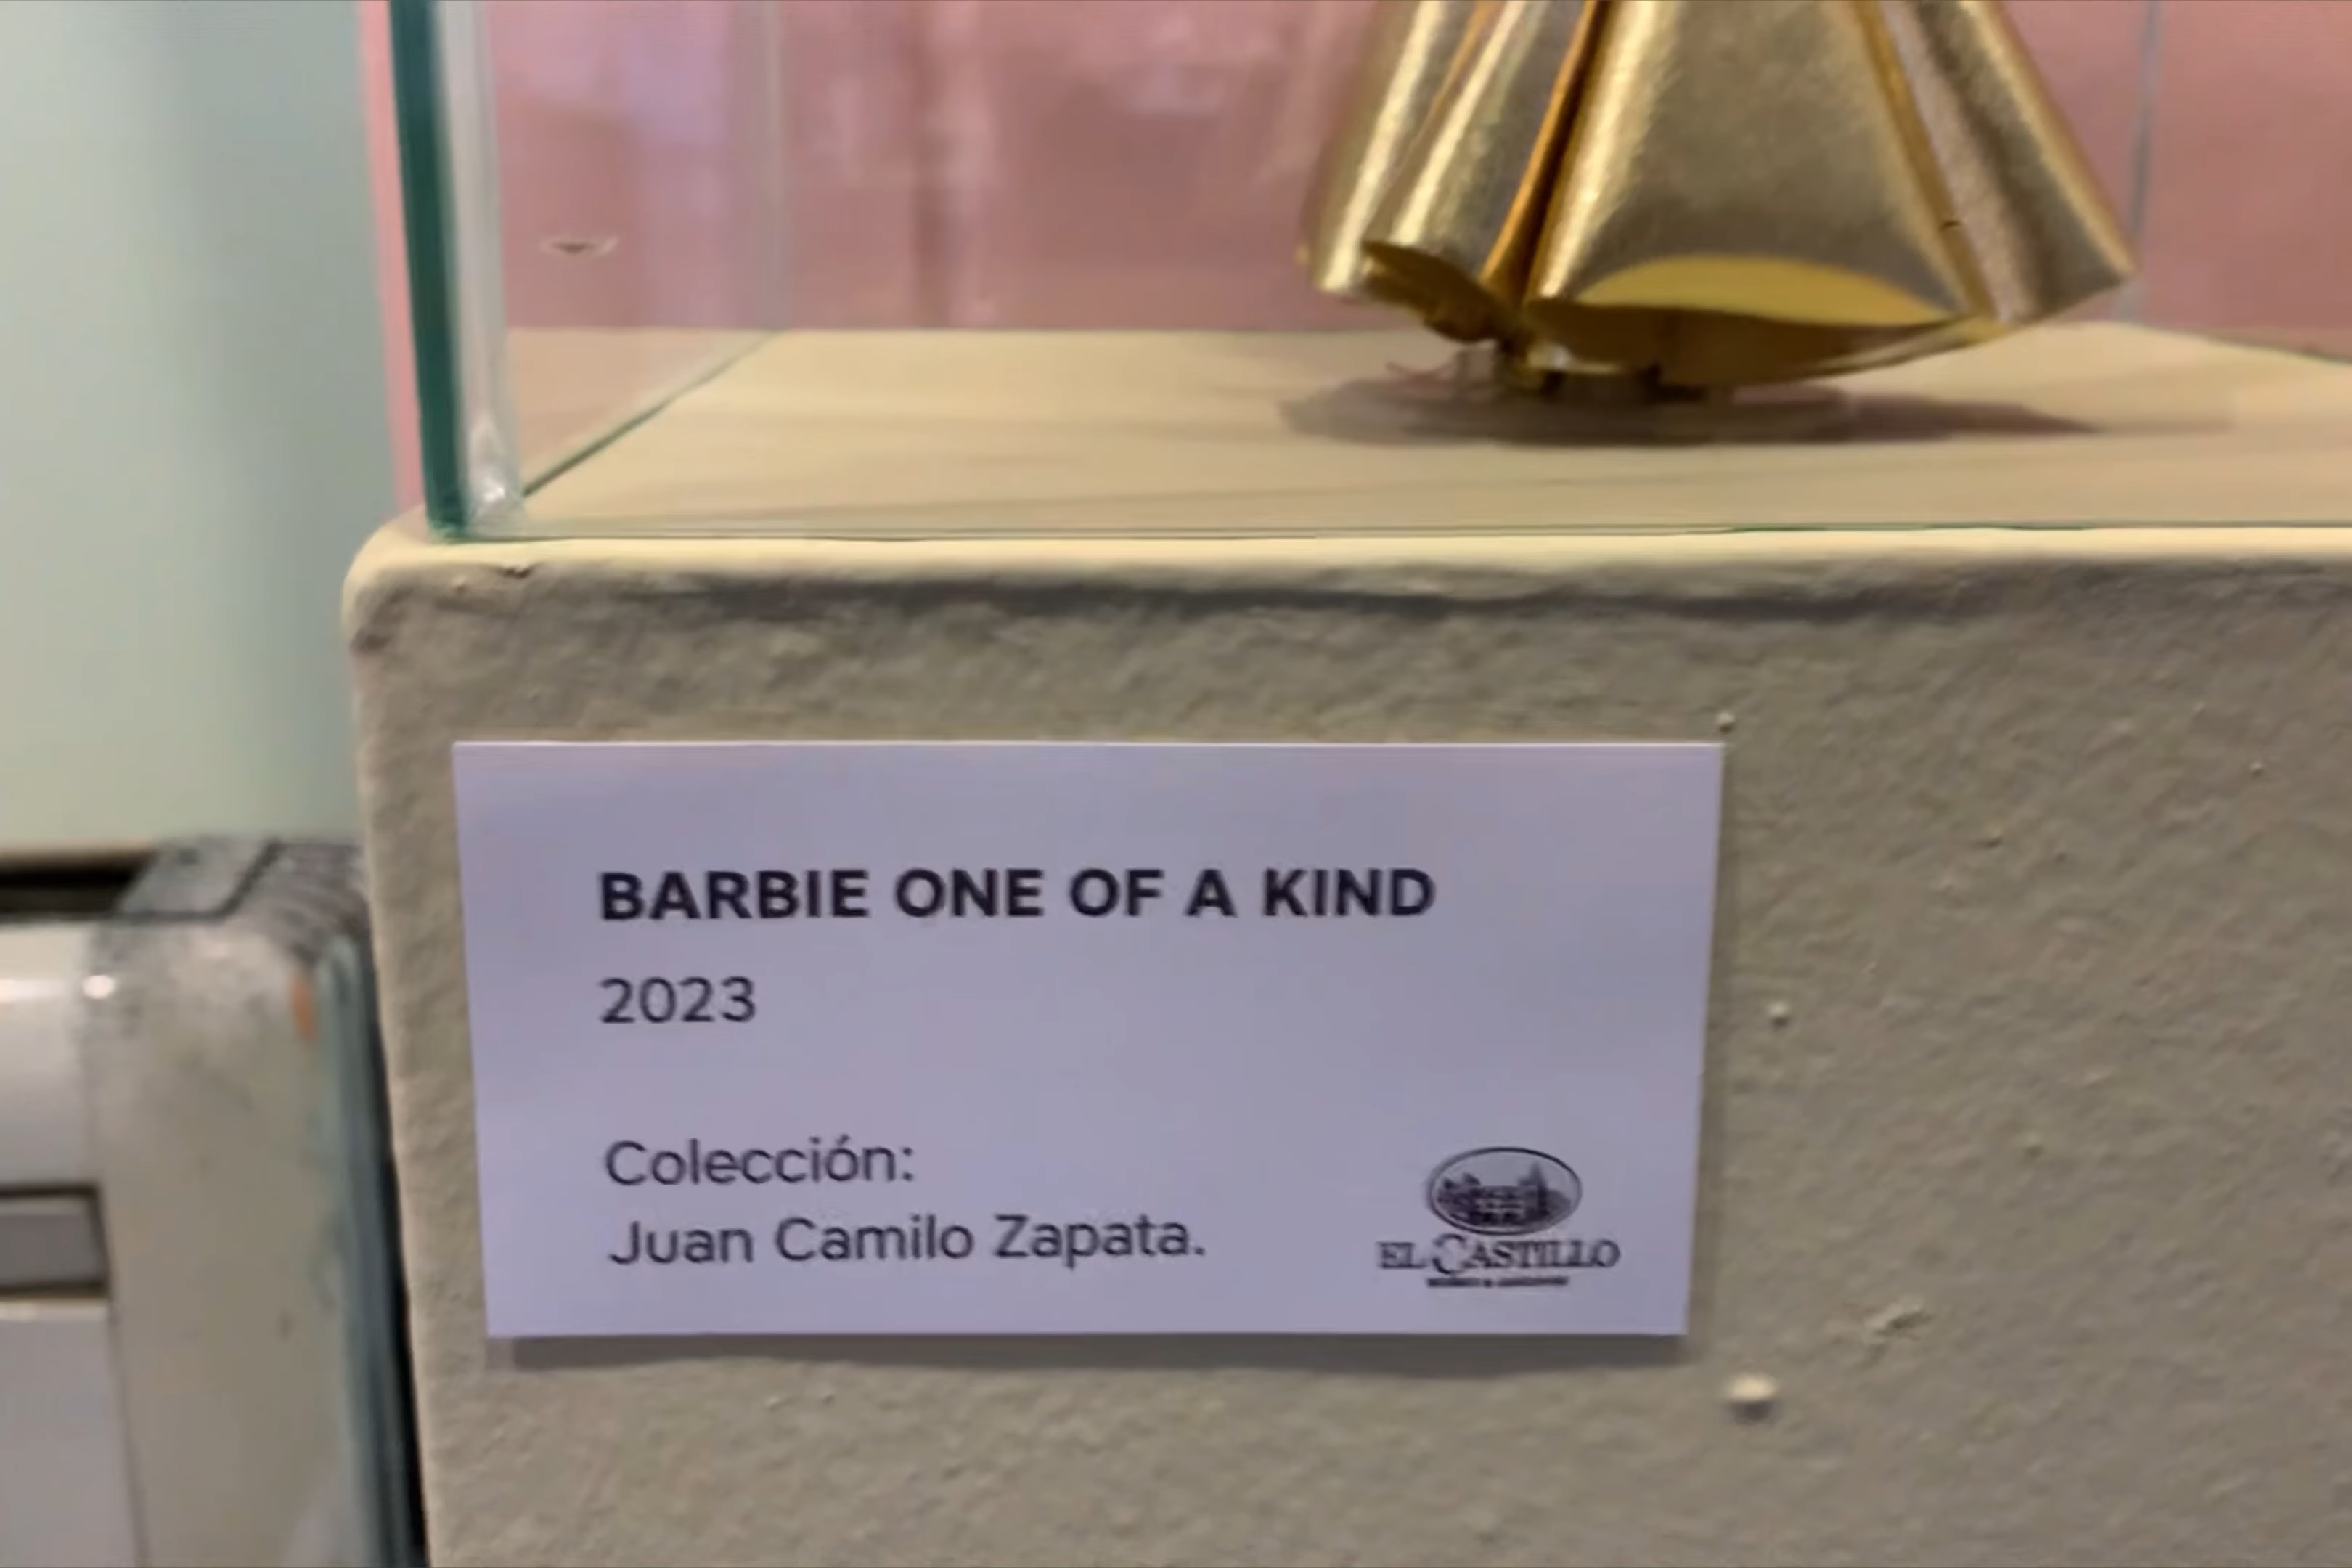 BARBIE ONE OF A KIND
2023
Colección:
Juan Camilo Zapata.
EL CASTILLO